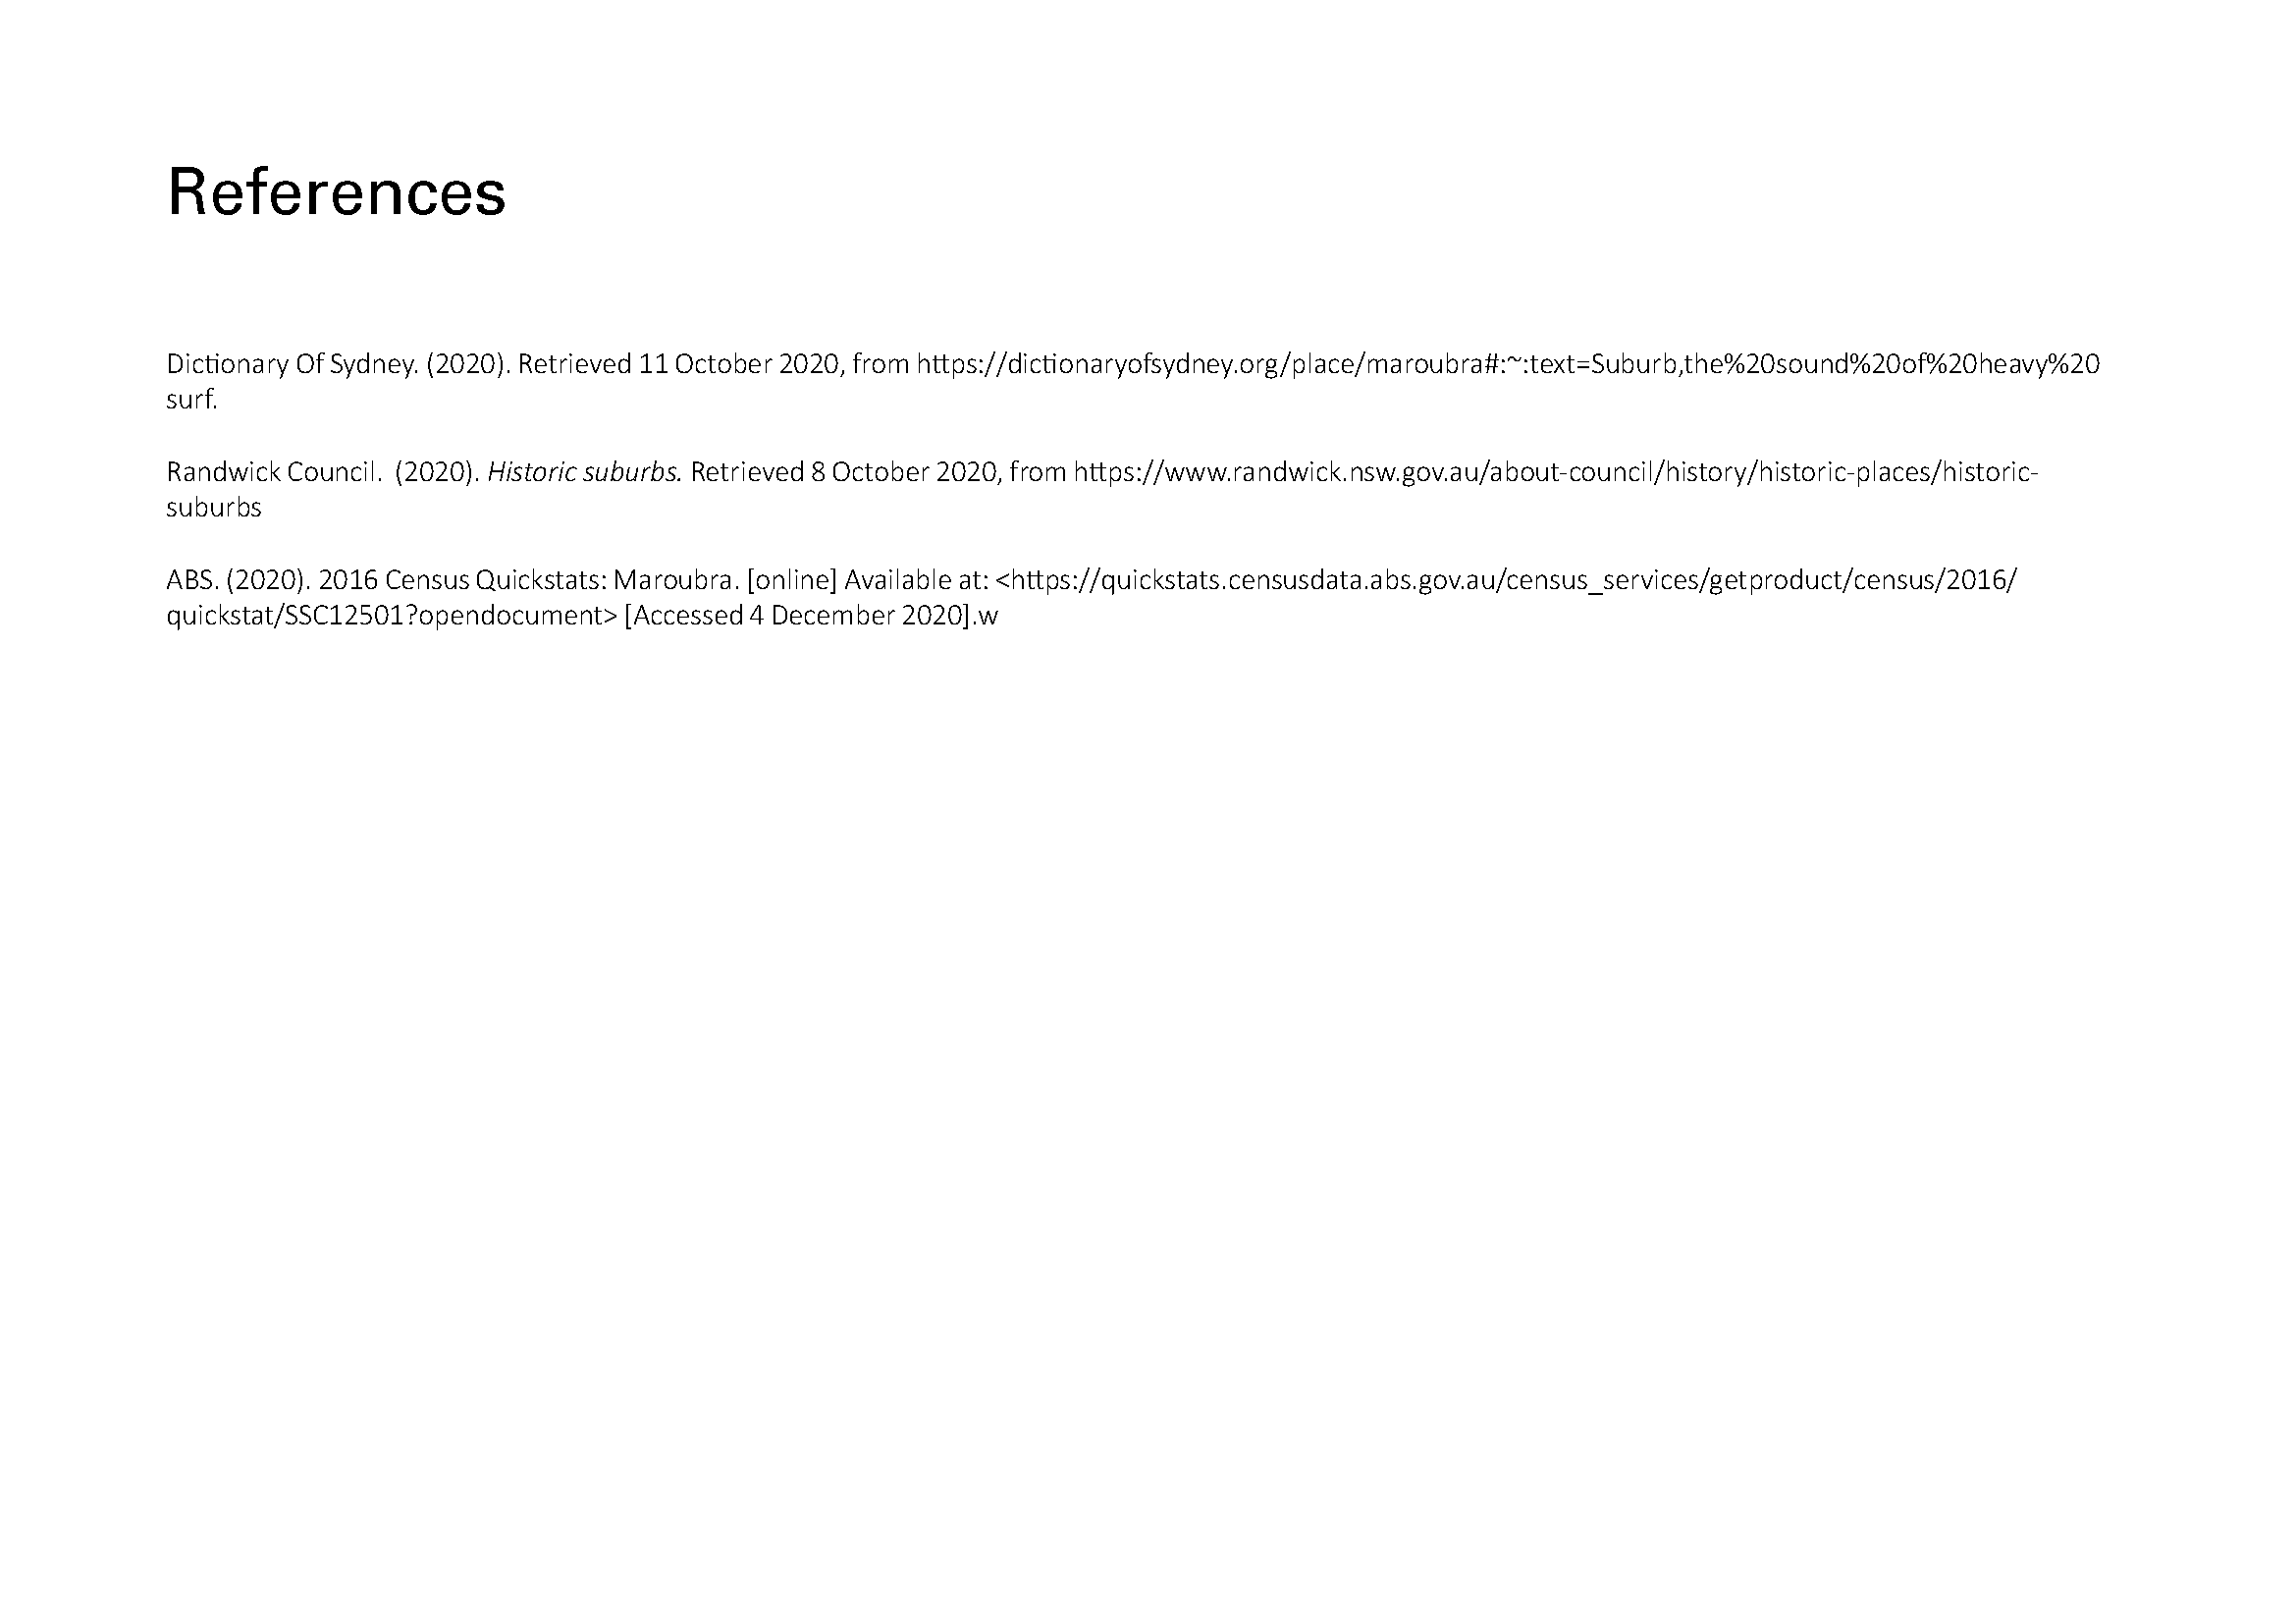 References
Dictionary Of Sydney. (2020). Retrieved 11 October 2020, from https://dictionaryofsydney.org/place/maroubra#:~:text=Suburb,the%20sound%20of%20heavy%20
surf.
Randwick Council.  (2020). Historic suburbs. Retrieved 8 October 2020, from https://www.randwick.nsw.gov.au/about-council/history/historic-places/historic-
suburbs
ABS. (2020). 2016 Census Quickstats: Maroubra. [online] Available at: <https://quickstats.censusdata.abs.gov.au/census_services/getproduct/census/2016/
quickstat/SSC12501?opendocument> [Accessed 4 December 2020].w